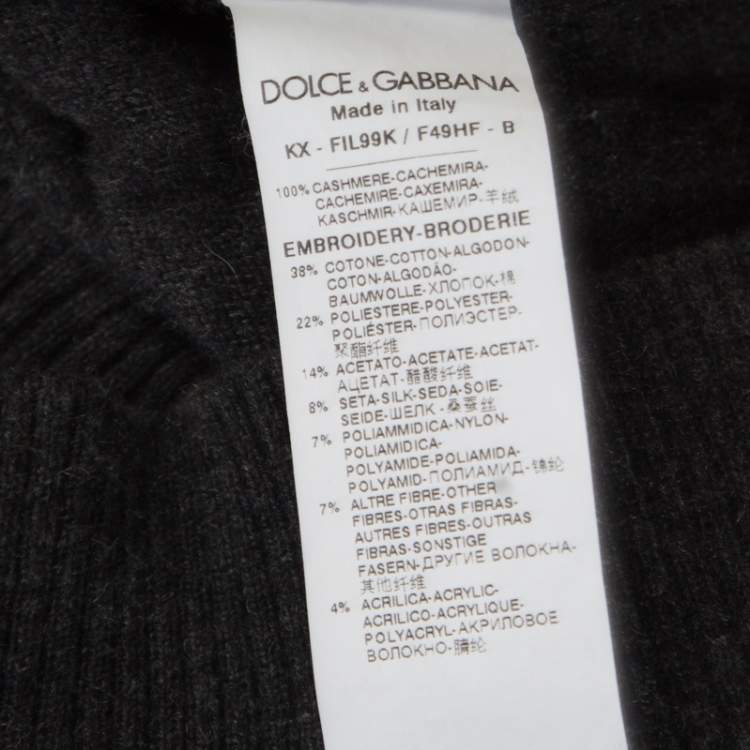 DOLCE & GABBANA
Made in Italy
KX - FIL99K / F49HF - B
100% CASHMERE-CACHEMIRA-
CACHEMIRE-CAXEMIRA-
KASCHMIR-КАШЕМИР-羊绒
EMBROIDERY-BRODERIE
38% COTONE-COTTON-ALGODON-
COTON-ALGODÃO-
BAUMWOLLE-ХЛОПОК-棉
22% POLIESTERE-POLYESTER-
POLIÉSTER-ПОЛИЭСТЕР-
聚酯纤维
14% ACETATO-ACETATE-ACETAT-
АЦЕТАТ-醋酸纤维
8% SETA-SILK-SEDA-SOIE-
SEIDE-ШЕЛК-桑蚕丝
7% POLIAMMIDICA-NYLON-
POLIAMIDICA-
POLYAMIDE-POLIAMIDA-
POLYAMID-ПОЛИАМИД-锦纶
7% ALTRE FIBRE-OTHER
FIBRES-OTRAS FIBRAS-
AUTRES FIBRES-OUTRAS
FIBRAS-SONSTIGE
FASERN-ДРУГИЕ ВОЛОКНА-
其他纤维
4% ACRILICA-ACRYLIC-
ACRILICO-ACRYLIQUE-
POLYACRYL-АКРИЛОВОЕ
ВОЛОКНО-腈纶